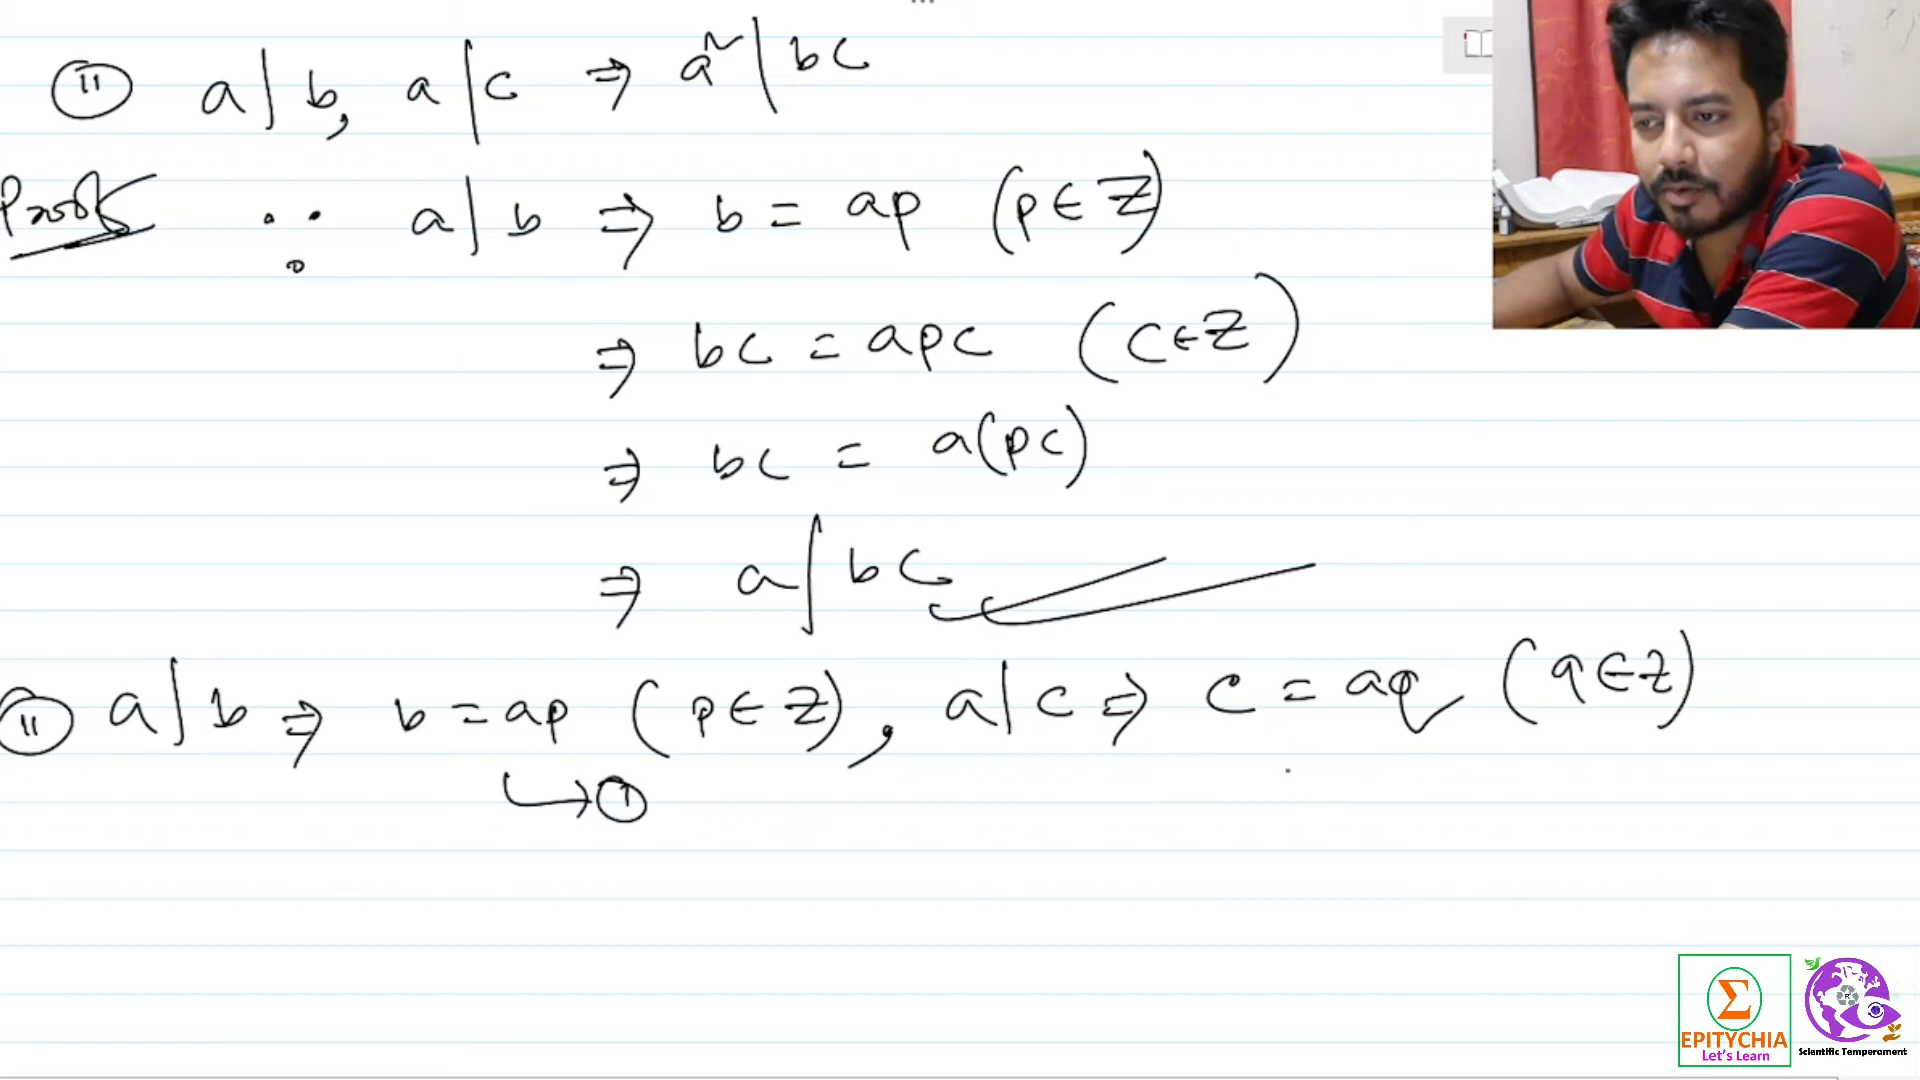 (ii) a | b, a | c ⇒ a² | bc
Proof ∵ a | b ⇒ b = ap (p ∈ Z)
⇒ bc = apc (c ∈ Z)
⇒ bc = a(pc)
⇒ a | bc
(ii) a | b ⇒ b = ap (p ∈ Z), a | c ⇒ c = aq (q ∈ Z)
↳ ①
Σ
EPITYCHIA
Let's Learn
Scientific Temperament